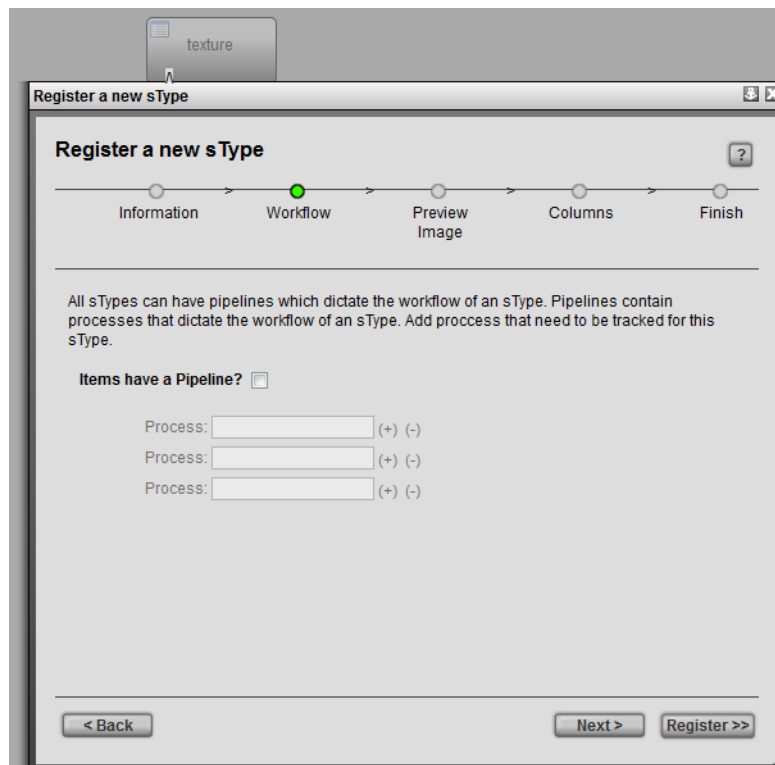 texture
Register a new sType
Register a new sType
?
Information > Workflow > Preview Image > Columns > Finish
All sTypes can have pipelines which dictate the workflow of an sType. Pipelines contain
processes that dictate the workflow of an sType. Add proccess that need to be tracked for this
sType.
Items have a Pipeline?
Process: (+) (-)
Process: (+) (-)
Process: (+) (-)
< Back Next > Register >>